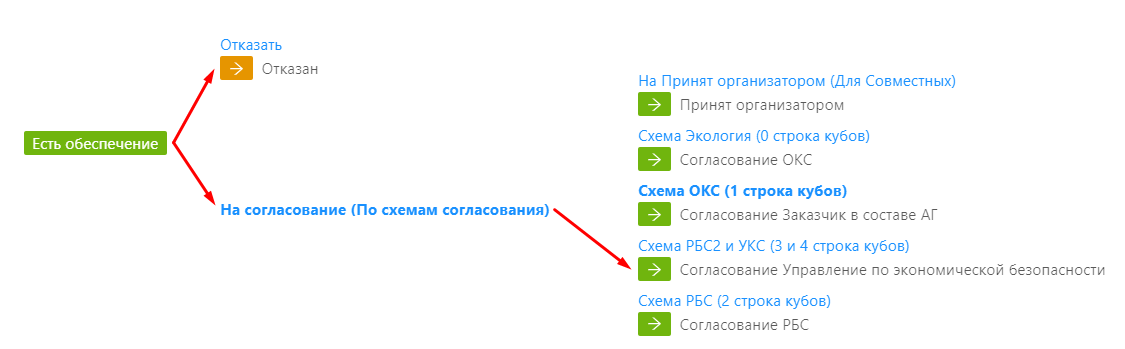 Отказать
Отказан
Есть обеспечение
На согласование (По схемам согласования)
На Принят организатором (Для Совместных)
Принят организатором
Схема Экология (0 строка кубов)
Согласование ОКС
Схема ОКС (1 строка кубов)
Согласование Заказчик в составе АГ
Схема РБС2 и УКС (3 и 4 строка кубов)
Согласование Управление по экономической безопасности
Схема РБС (2 строка кубов)
Согласование РБС